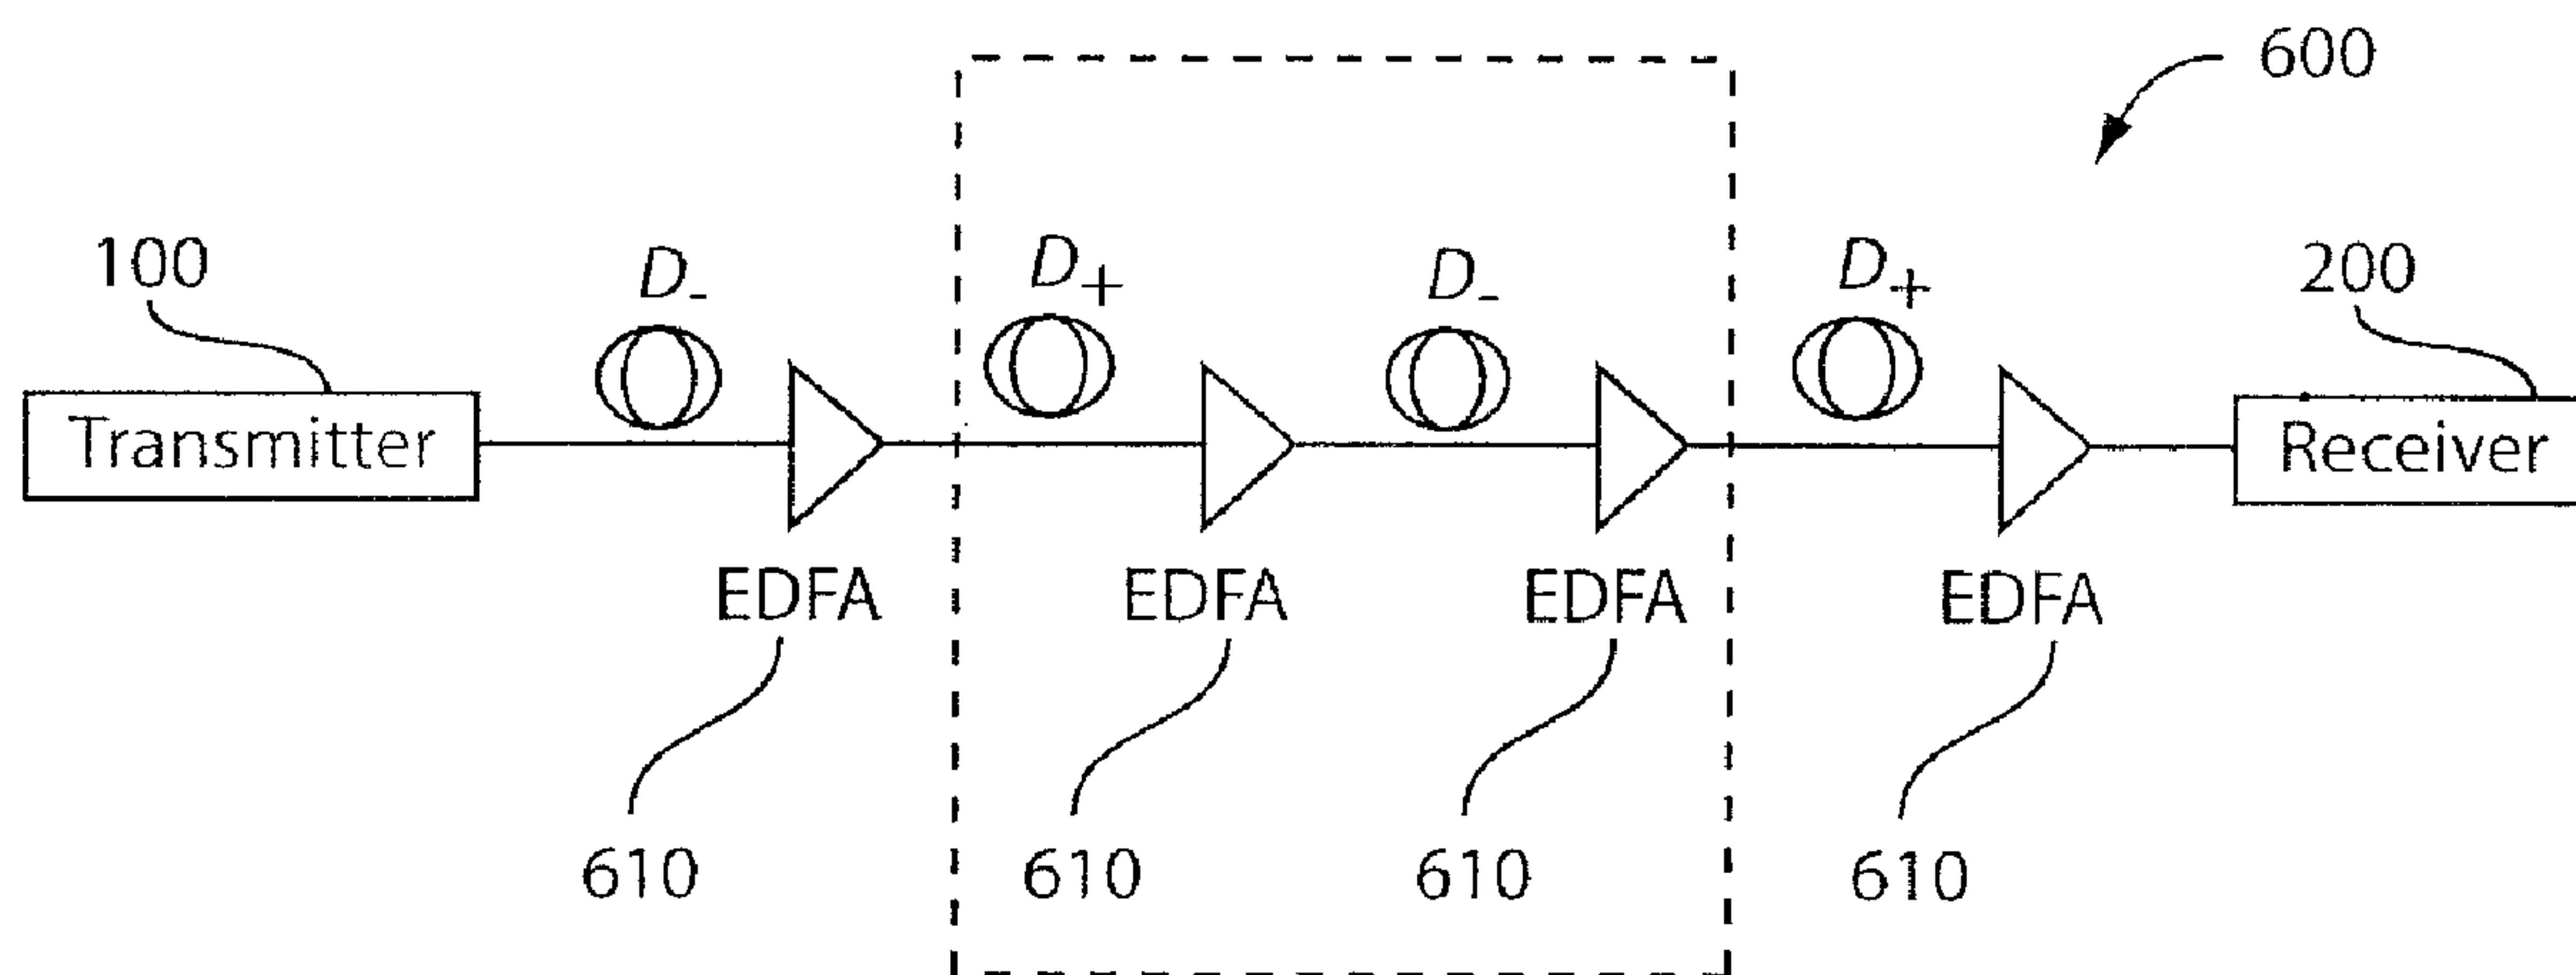 600
100 D- D+ D- D+ 200
Transmitter Receiver
EDFA EDFA EDFA EDFA
610 610 610 610